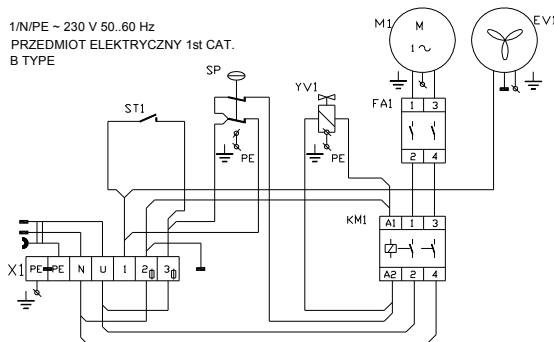 1/N/PE ~ 230 V 50..60 Hz
PRZEDMIOT ELEKTRYCZNY 1st CAT.
B TYPE
M1
M
1 ~
EV1
SP
YV1
ST1
FA1
1 3
2 4
PE
PE
KM1
A1 1 3
A2 2 4
X1
PE PE N U 1 2 3